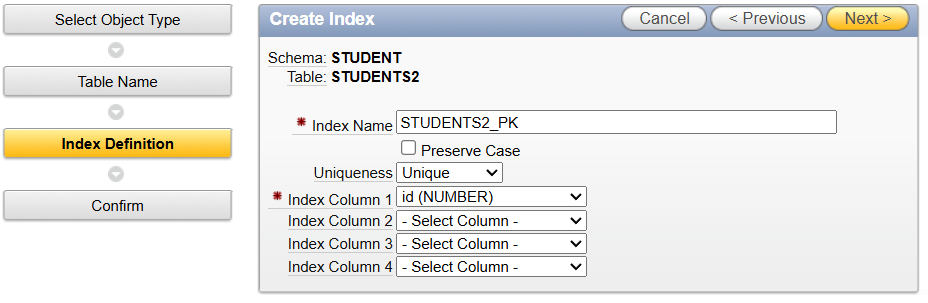 Select Object Type
Table Name
Index Definition
Confirm
Create Index
Cancel
< Previous
Next >
Schema: STUDENT
Table: STUDENTS2
* Index Name STUDENTS2_PK
Preserve Case
Uniqueness Unique
* Index Column 1 id (NUMBER)
Index Column 2 - Select Column -
Index Column 3 - Select Column -
Index Column 4 - Select Column -